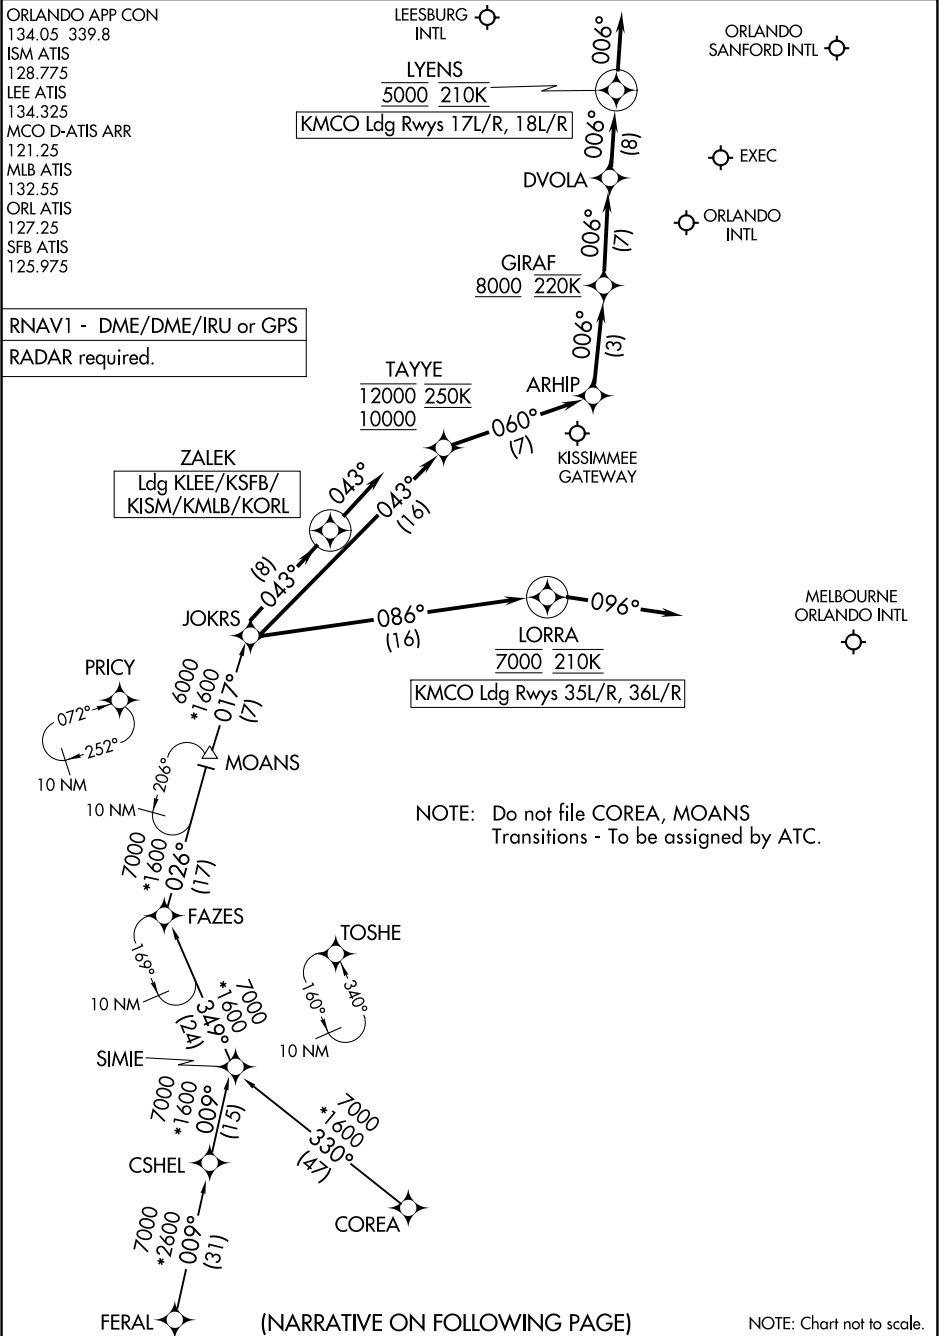 ORLANDO APP CON
134.05 339.8
ISM ATIS
128.775
LEE ATIS
134.325
MCO D-ATIS ARR
121.25
MLB ATIS
132.55
ORL ATIS
127.25
SFB ATIS
125.975
RNAV1 - DME/DME/IRU or GPS
RADAR required.
LEESBURG
INTL
ORLANDO
SANFORD INTL
006°
LYENS
5000 210K
KMCO Ldg Rwys 17L/R, 18L/R
006°
(8)
EXEC
DVOLA
ORLANDO
INTL
006°
(7)
GIRAF
8000 220K
006°
(3)
TAYYE
12000 250K
10000
ARHIP
060°
(7)
KISSIMMEE
GATEWAY
ZALEK
Ldg KLEE/KSFB/
KISM/KMLB/KORL
043°
043°
(16)
(8)
043°
JOKRS
086°
(16)
096°
LORRA
7000 210K
KMCO Ldg Rwys 35L/R, 36L/R
MELBOURNE
ORLANDO INTL
PRICY
072°
252°
10 NM
6000
*1600
017°
(7)
MOANS
206°
10 NM
NOTE: Do not file COREA, MOANS
Transitions - To be assigned by ATC.
7000
*1600
026°
(17)
FAZES
169°
10 NM
TOSHE
160°
340°
10 NM
7000
*1600
349°
(24)
SIMIE
7000
*1600
009°
(15)
7000
*1600
330°
(47)
CSHEL
COREA
7000
*2600
009°
(31)
FERAL
(NARRATIVE ON FOLLOWING PAGE)
NOTE: Chart not to scale.